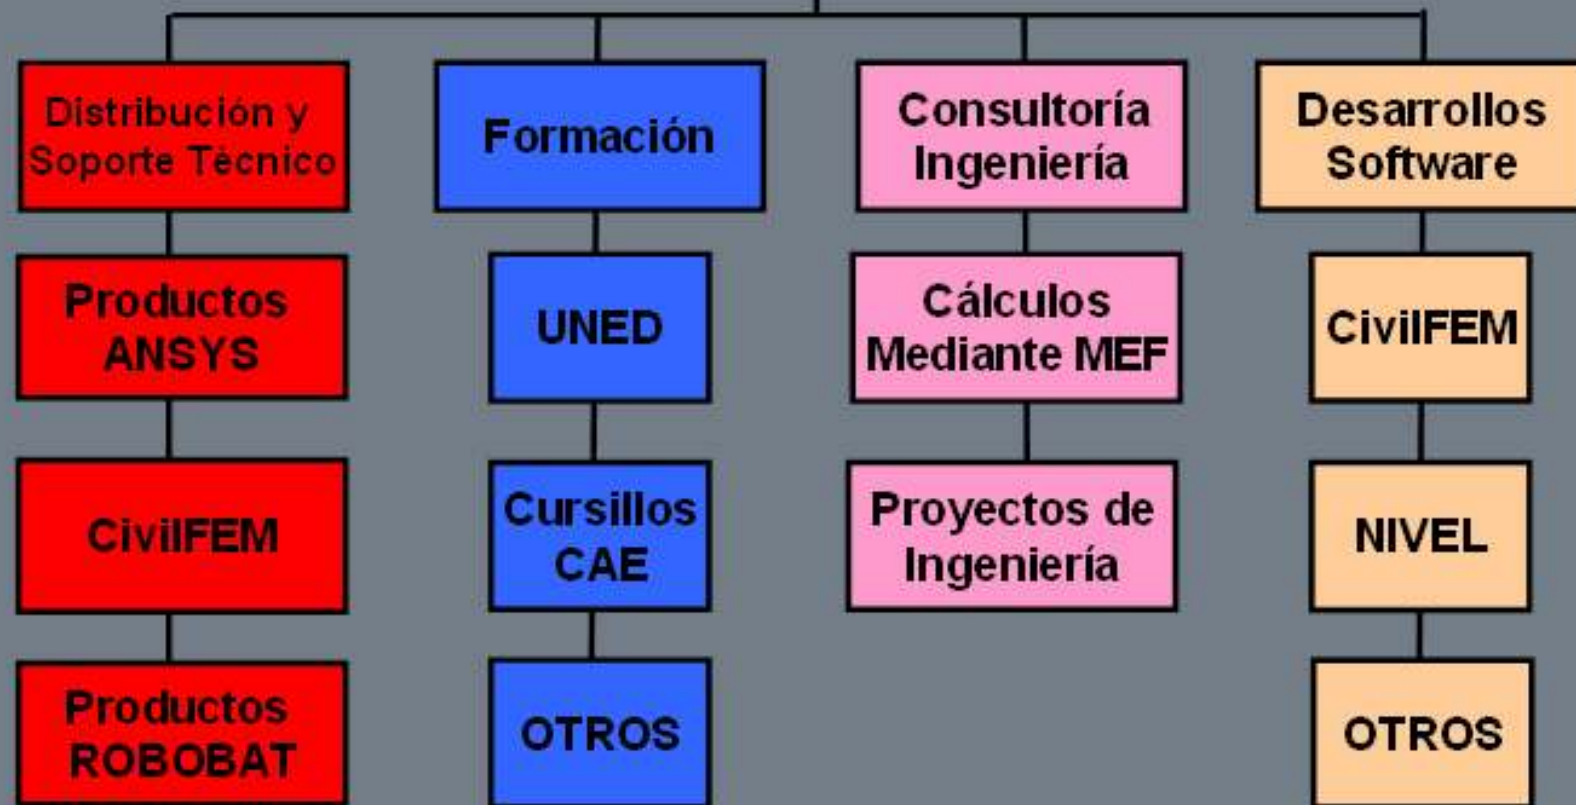 Distribución y
Soporte Técnico
Productos
ANSYS
CivilFEM
Productos
ROBOBAT
Formación
UNED
Cursillos
CAE
OTROS
Consultoría
Ingeniería
Cálculos
Mediante MEF
Proyectos de
Ingeniería
Desarrollos
Software
CivilFEM
NIVEL
OTROS